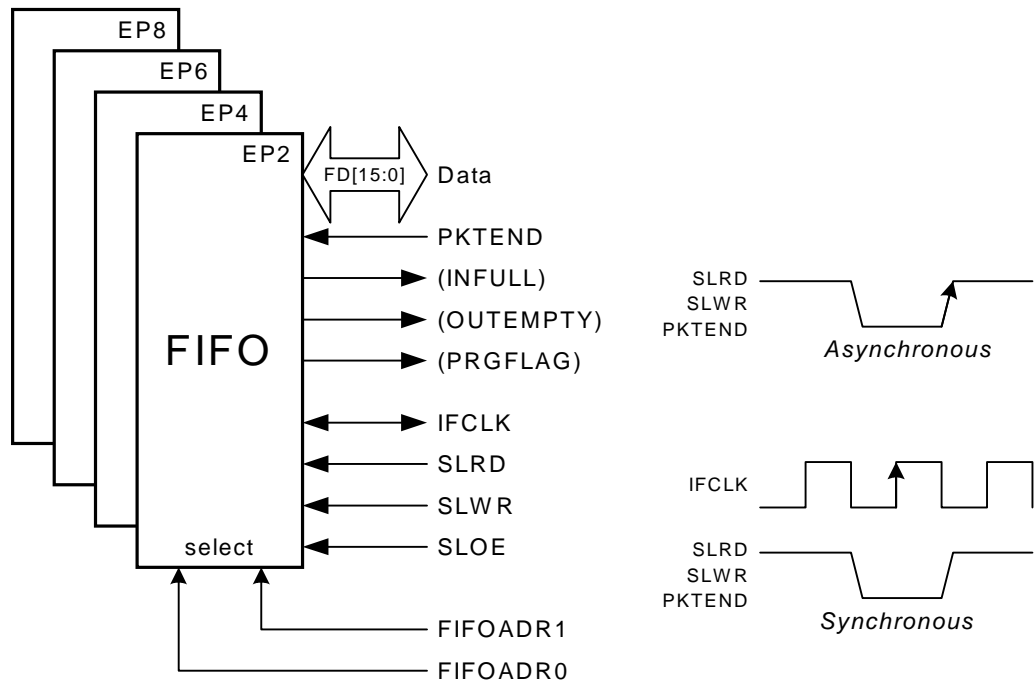 EP8
EP6
EP4
EP2
FD[15:0]
Data
PKTEND
(INFULL)
(OUTEMPTY)
(PRGFLAG)
FIFO
IFCLK
SLRD
SLWR
SLOE
select
FIFOADR1
FIFOADR0
SLRD
SLWR
PKTEND
Asynchronous
IFCLK
SLRD
SLWR
PKTEND
Synchronous